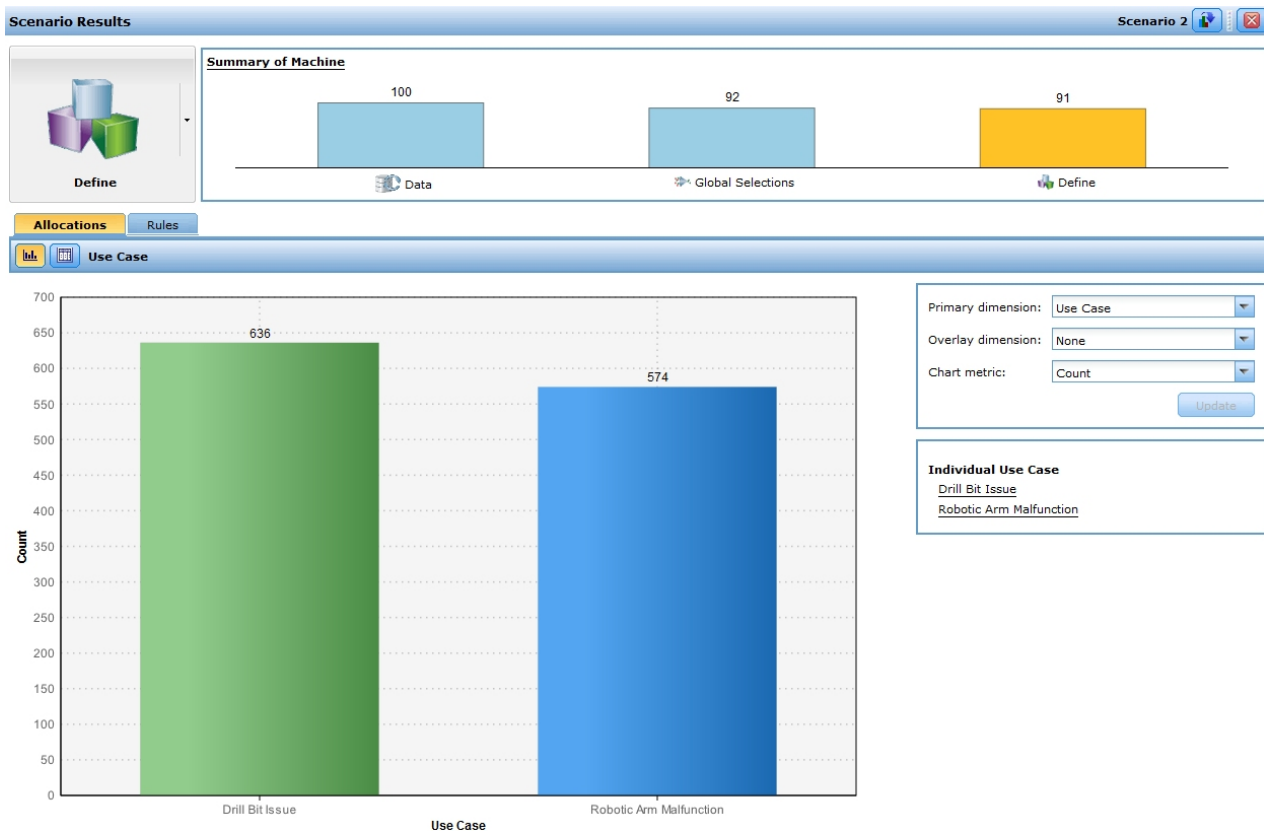 Scenario Results
Scenario 2
Define
Summary of Machine
100
92
91
Data
Global Selections
Define
Allocations
Rules
Use Case
700
650
600
550
500
450
400
350
300
250
200
150
100
50
0
Count
636
574
Drill Bit Issue
Robotic Arm Malfunction
Use Case
Primary dimension: Use Case
Overlay dimension: None
Chart metric: Count
Update
Individual Use Case
Drill Bit Issue
Robotic Arm Malfunction